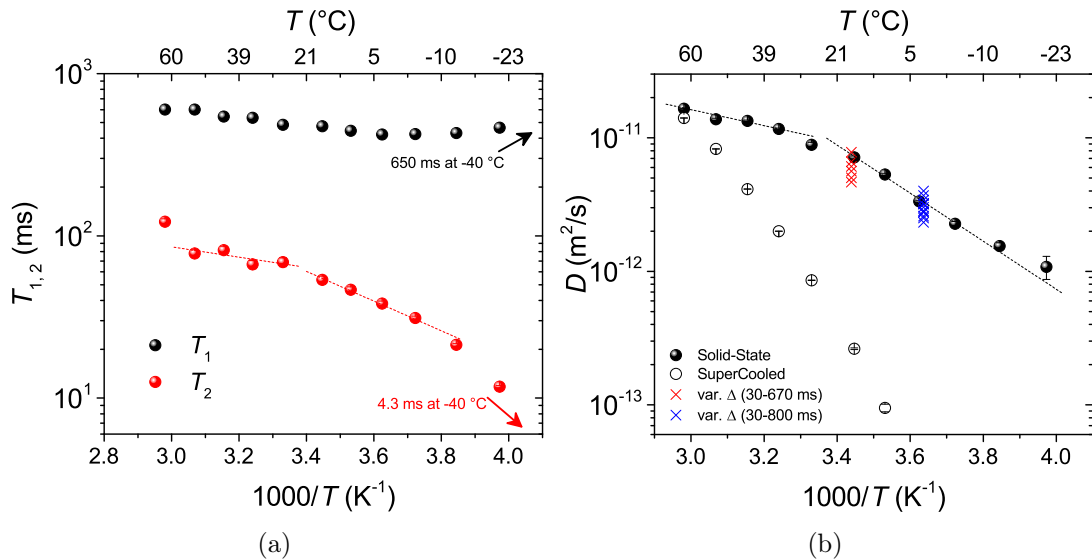 (a)
T (°C)
60 39 21 5 -10 -23
10³
10²
10¹
T₁,₂ (ms)
650 ms at -40 °C
T₁
T₂
4.3 ms at -40 °C
2.8 3.0 3.2 3.4 3.6 3.8 4.0
1000/T (K⁻¹)
(a)
(b)
T (°C)
60 39 21 5 -10 -23
10⁻¹¹
10⁻¹²
10⁻¹³
D (m²/s)
Solid-State
SuperCooled
var. Δ (30-670 ms)
var. Δ (30-800 ms)
3.0 3.2 3.4 3.6 3.8 4.0
1000/T (K⁻¹)
(b)